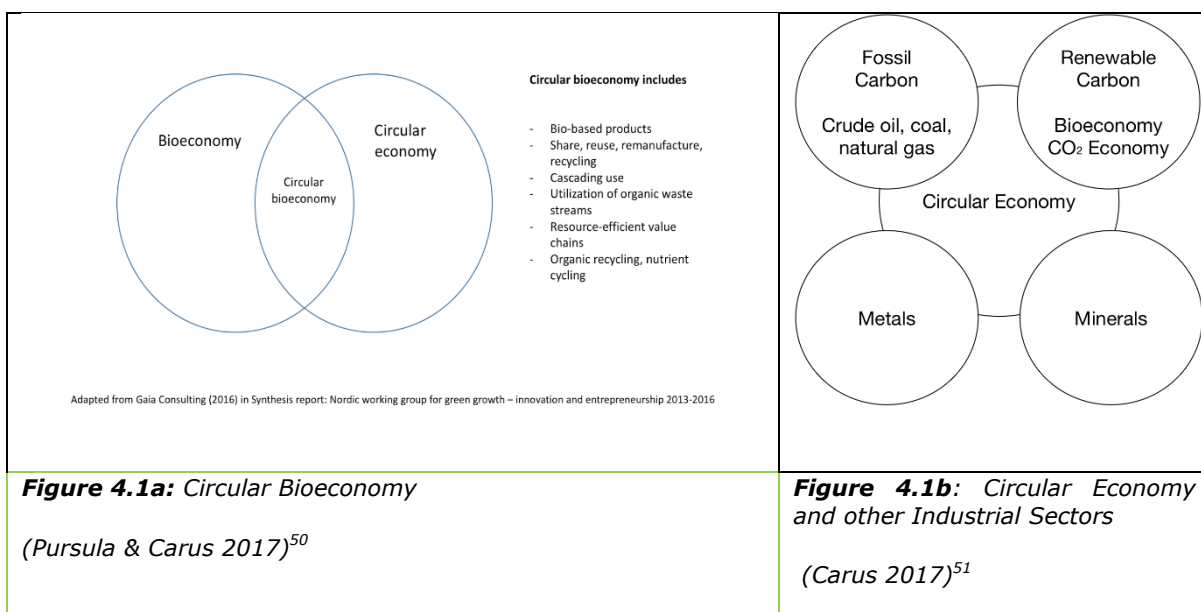 Bioeconomy
Circular
economy
Circular
bioeconomy
Circular bioeconomy includes
- Bio-based products
- Share, reuse, remanufacture,
recycling
- Cascading use
- Utilization of organic waste
streams
- Resource-efficient value
chains
- Organic recycling, nutrient
cycling
Adapted from Gaia Consulting (2016) in Synthesis report: Nordic working group for green growth – innovation and entrepreneurship 2013-2016
Fossil
Carbon
Crude oil, coal,
natural gas
Renewable
Carbon
Bioeconomy
CO₂ Economy
Circular Economy
Metals
Minerals
Figure 4.1a: Circular Bioeconomy
(Pursula & Carus 2017)⁵⁰
Figure 4.1b: Circular Economy
and other Industrial Sectors
(Carus 2017)⁵¹